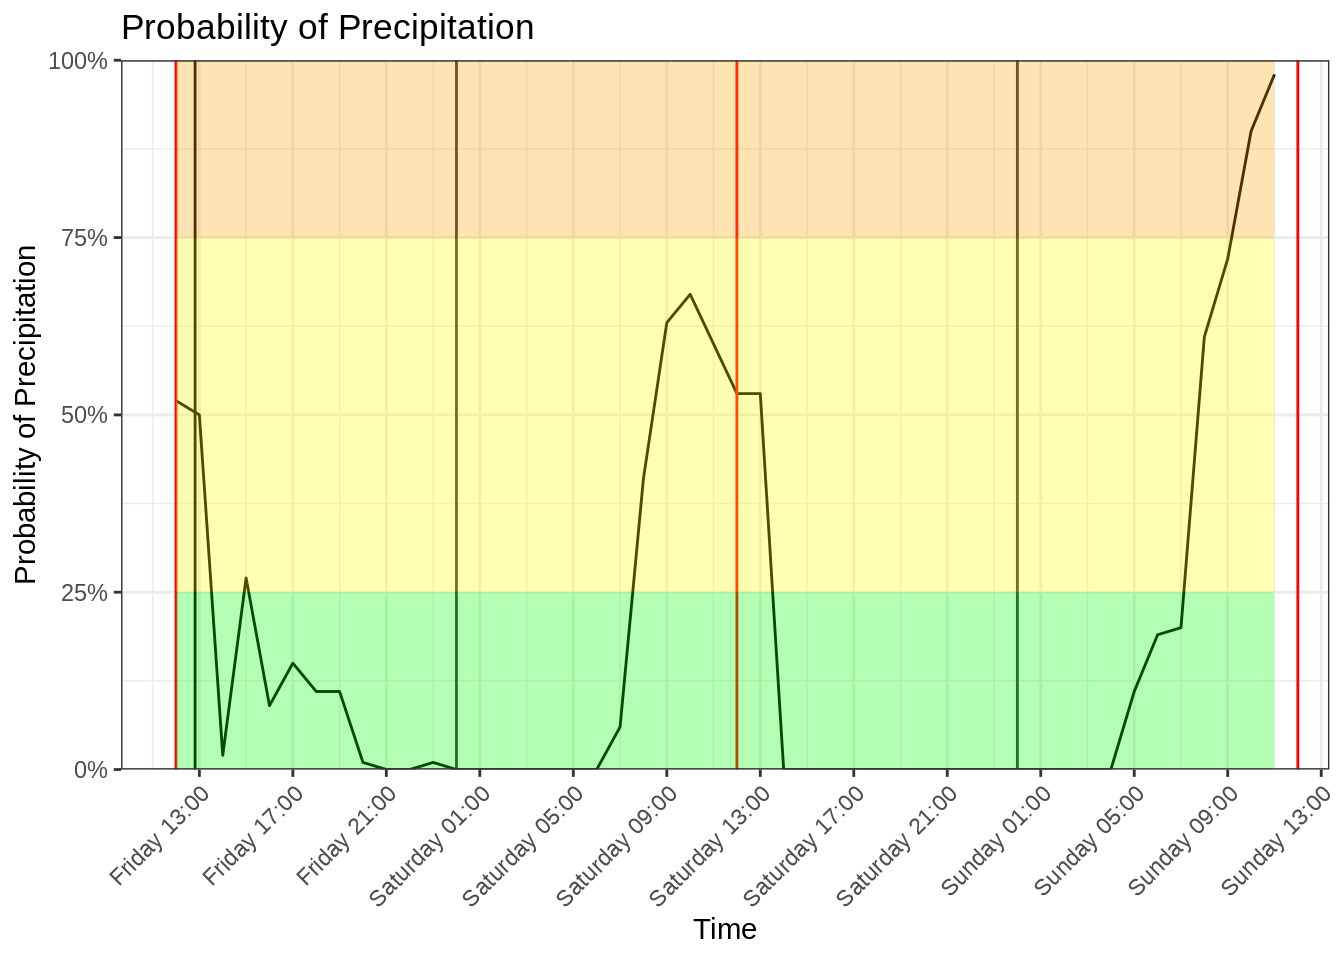 Probability of Precipitation
Probability of Precipitation
100%
75%
50%
25%
0%
Friday 13:00
Friday 17:00
Friday 21:00
Saturday 01:00
Saturday 05:00
Saturday 09:00
Saturday 13:00
Saturday 17:00
Saturday 21:00
Sunday 01:00
Sunday 05:00
Sunday 09:00
Sunday 13:00
Time